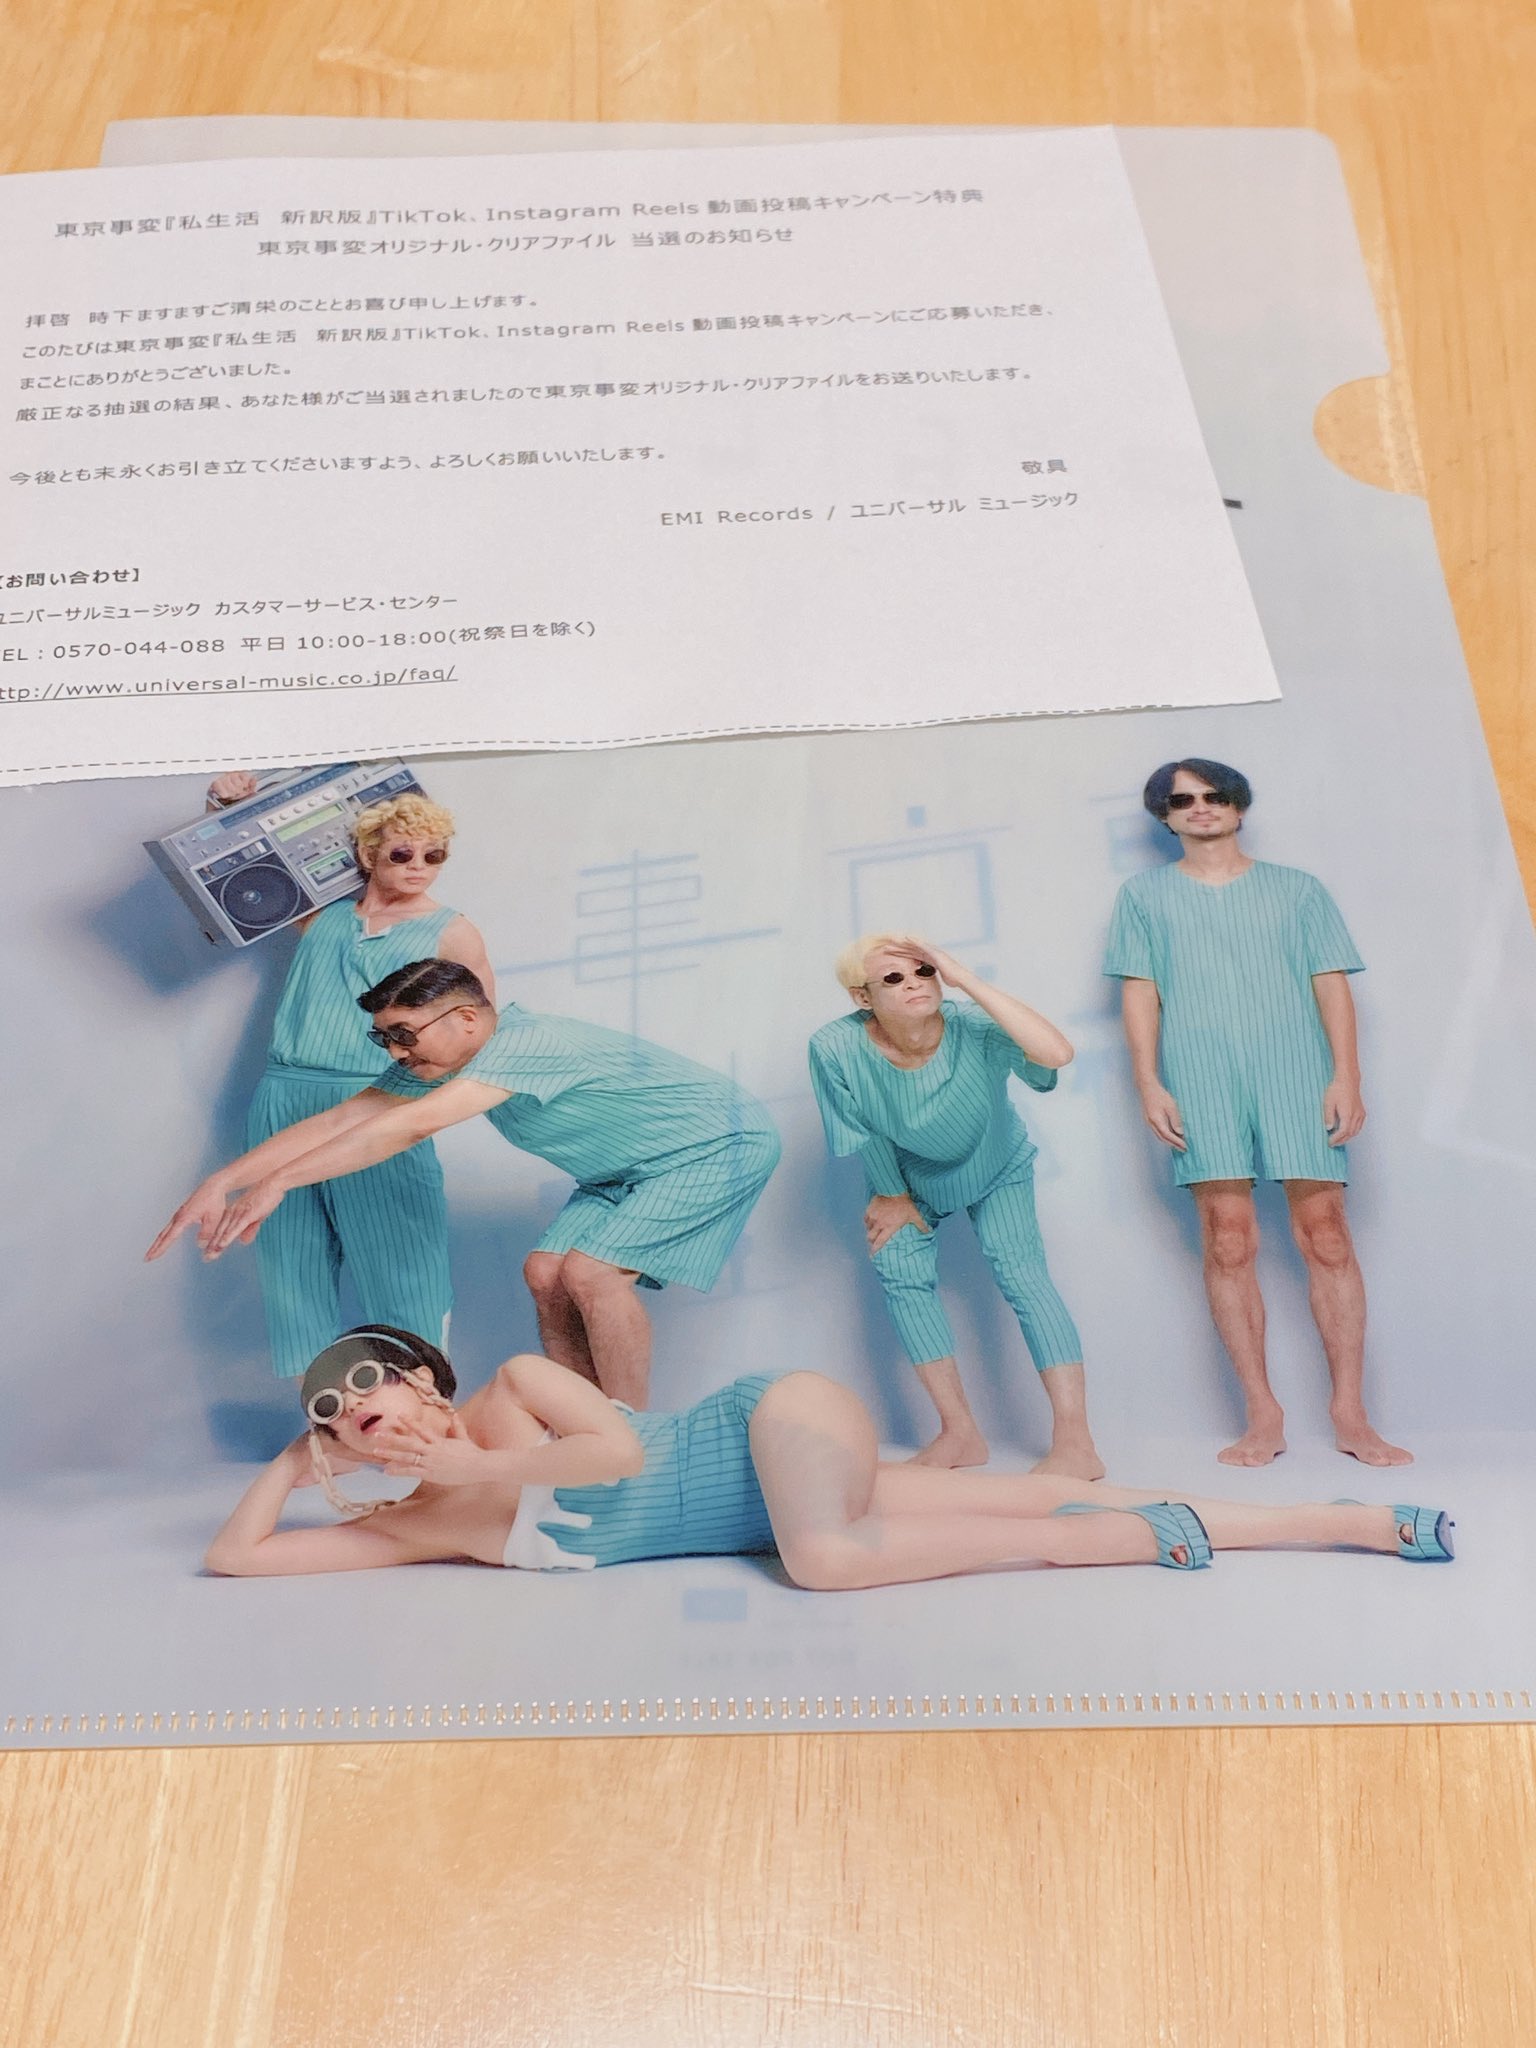 東京事変『私生活　新訳版』TikTok、Instagram Reels 動画投稿キャンペーン特典
東京事変オリジナル・クリアファイル 当選のお知らせ
拝啓　時下ますますご清栄のこととお喜び申し上げます。
このたびは東京事変『私生活　新訳版』TikTok、Instagram Reels 動画投稿キャンペーンにご応募いただき、
まことにありがとうございました。
厳正なる抽選の結果、あなた様がご当選されましたので東京事変オリジナル・クリアファイルをお送りいたします。
今後とも末永くお引き立てくださいますよう、よろしくお願いいたします。
敬具
EMI Records / ユニバーサル ミュージック
【お問い合わせ】
ユニバーサルミュージック カスタマーサービス・センター
EL : 0570-044-088 平日 10:00-18:00(祝祭日を除く)
ttp://www.universal-music.co.jp/faq/
事 京